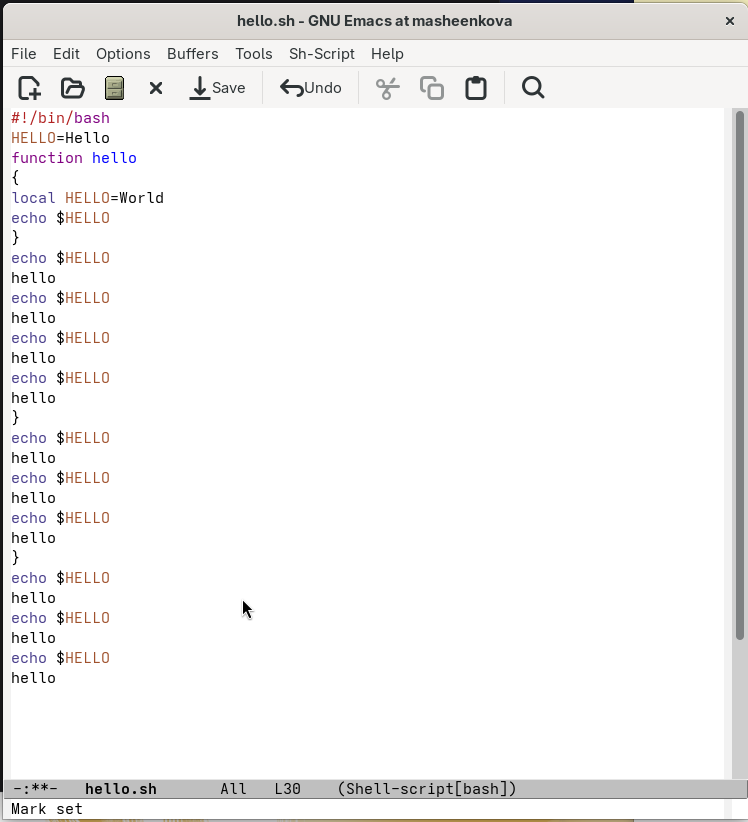 hello.sh - GNU Emacs at masheenkova
File Edit Options Buffers Tools Sh-Script Help
Save Undo
#!/bin/bash
HELLO=Hello
function hello
{
local HELLO=World
echo $HELLO
}
echo $HELLO
hello
echo $HELLO
hello
echo $HELLO
hello
echo $HELLO
hello
}
echo $HELLO
hello
echo $HELLO
hello
echo $HELLO
hello
}
echo $HELLO
hello
echo $HELLO
hello
echo $HELLO
hello
-:**- hello.sh All L30 (Shell-script[bash])
Mark set